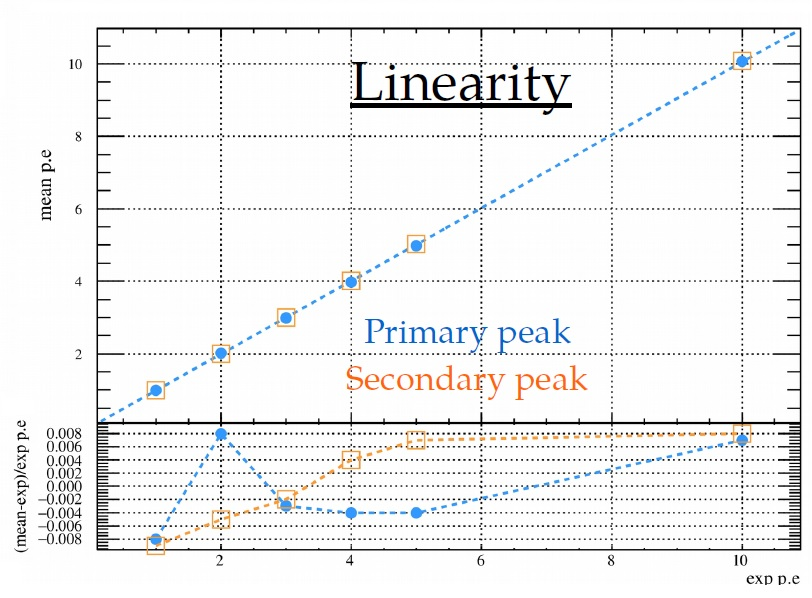 Linearity
mean p.e
10
8
6
4
2
Primary peak
Secondary peak
(mean-exp)/exp p.e
0.008
0.006
0.004
0.002
0.000
−0.002
−0.004
−0.006
−0.008
2 4 6 8 10
exp p.e